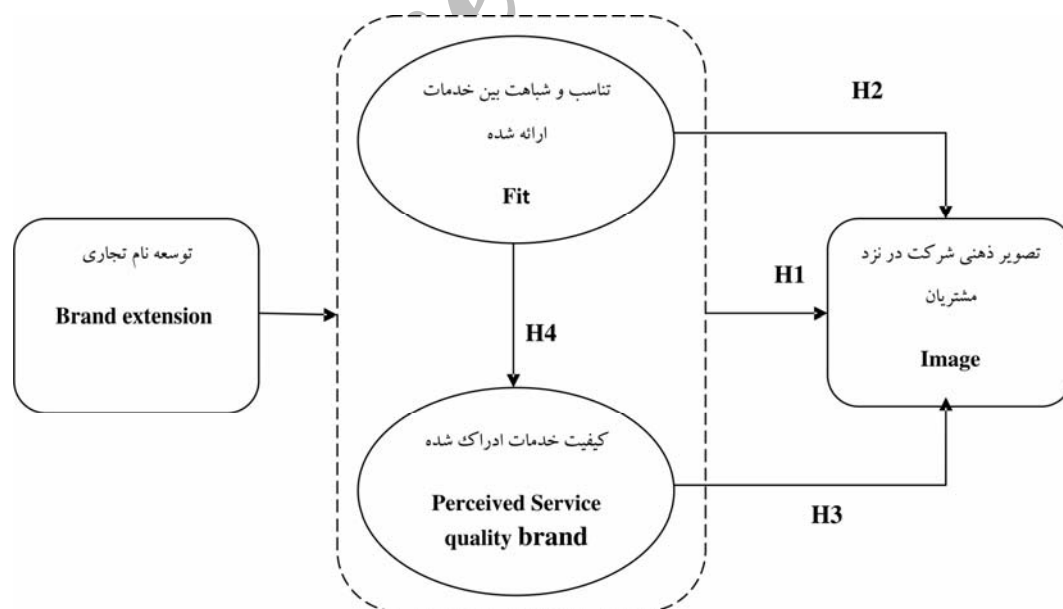 تناسب و شباهت بین خدمات
ارائه شده
Fit
H2
توسعه نام تجاری
Brand extension
H1
تصویر ذهنی شرکت در نزد
مشتریان
Image
H4
کیفیت خدمات ادراک شده
Perceived Service
quality brand
H3